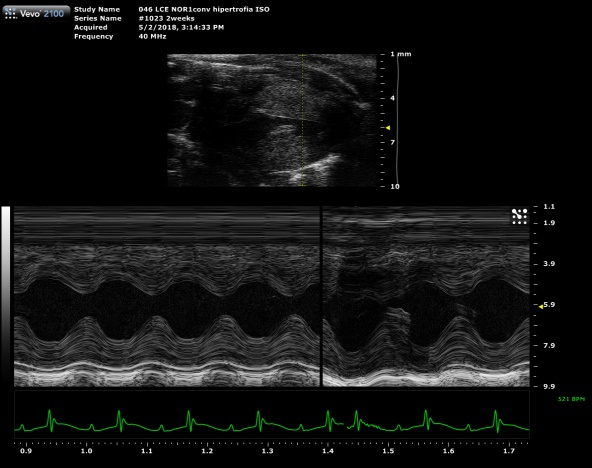 Vevo 2100
Study Name 046 LCE NOR1conv hipertrofia ISO
Series Name #1023 2weeks
Acquired 5/2/2018, 3:14:33 PM
Frequency 40 MHz
1 mm
4
7
10
1.1
1.9
3.9
5.9
7.9
9.9
521 BPM
0.9 1.0 1.1 1.2 1.3 1.4 1.5 1.6 1.7